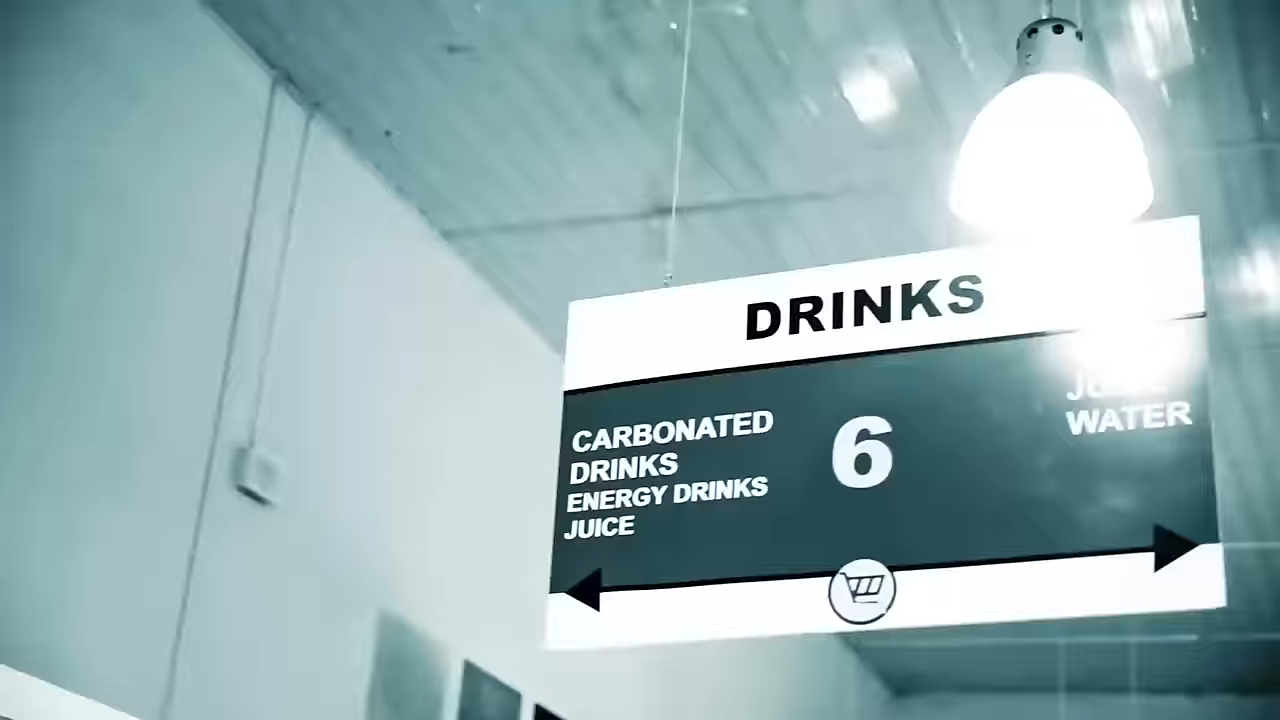 DRINKS
CARBONATED
DRINKS
ENERGY DRINKS
JUICE
6
WATER